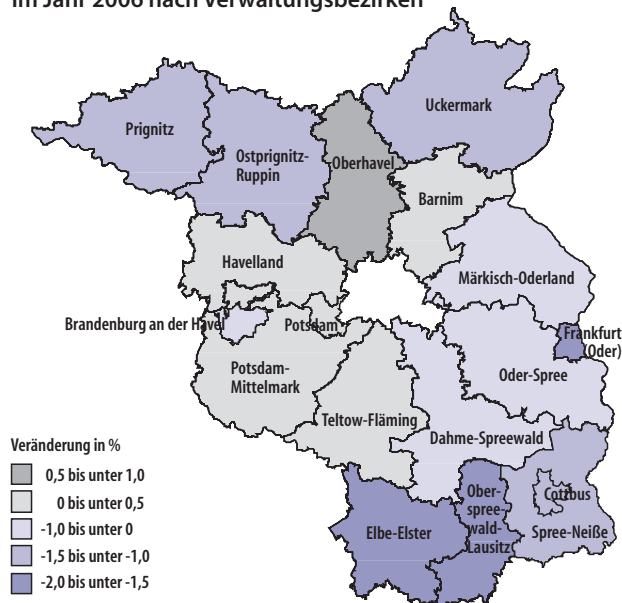 im Jahr 2006 nach Verwaltungsbezirken
Uckermark
Prignitz
Ostprignitz-
Ruppin
Oberhavel
Barnim
Havelland
Märkisch-Oderland
Brandenburg an der Havel
Potsdam
Frankfurt
(Oder)
Potsdam-
Mittelmark
Oder-Spree
Teltow-Fläming
Dahme-Spreewald
Ober-
spree-
wald-
Lausitz
Cottbus
Elbe-Elster
Spree-Neiße
Veränderung in %
0,5 bis unter 1,0
0 bis unter 0,5
-1,0 bis unter 0
-1,5 bis unter -1,0
-2,0 bis unter -1,5